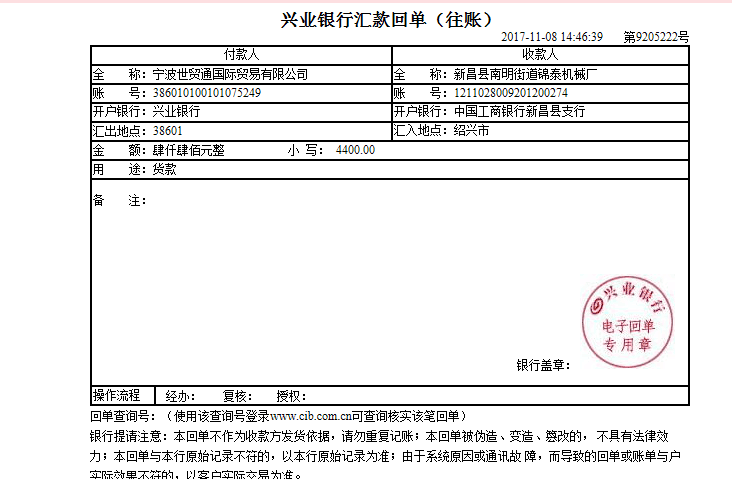 兴业银行汇款回单（往账）
2017-11-08 14:46:39 第9205222号
付款人 收款人
全 称：宁波世贸通国际贸易有限公司 全 称：新昌县南明街道锦泰机械厂
账 号：386010100101075249 账 号：1211028009201200274
开户银行：兴业银行 开户银行：中国工商银行新昌县支行
汇出地点：38601 汇入地点：绍兴市
金 额：肆仟肆佰元整 小 写： 4400.00
用 途：货款
备 注：
兴业银行
电子回单
专用章
银行盖章：
操作流程 经办： 复核： 授权：
回单查询号：（使用该查询号登录www.cib.com.cn可查询核实该笔回单）
银行提请注意：本回单不作为收款方发货依据，请勿重复记账；本回单被伪造、变造、篡改的， 不具有法律效
力；本回单与本行原始记录不符的，以本行原始记录为准；由于系统原因或通讯故 障，而导致的回单或账单与户
实际效果不符的，以客户实际交易为准。